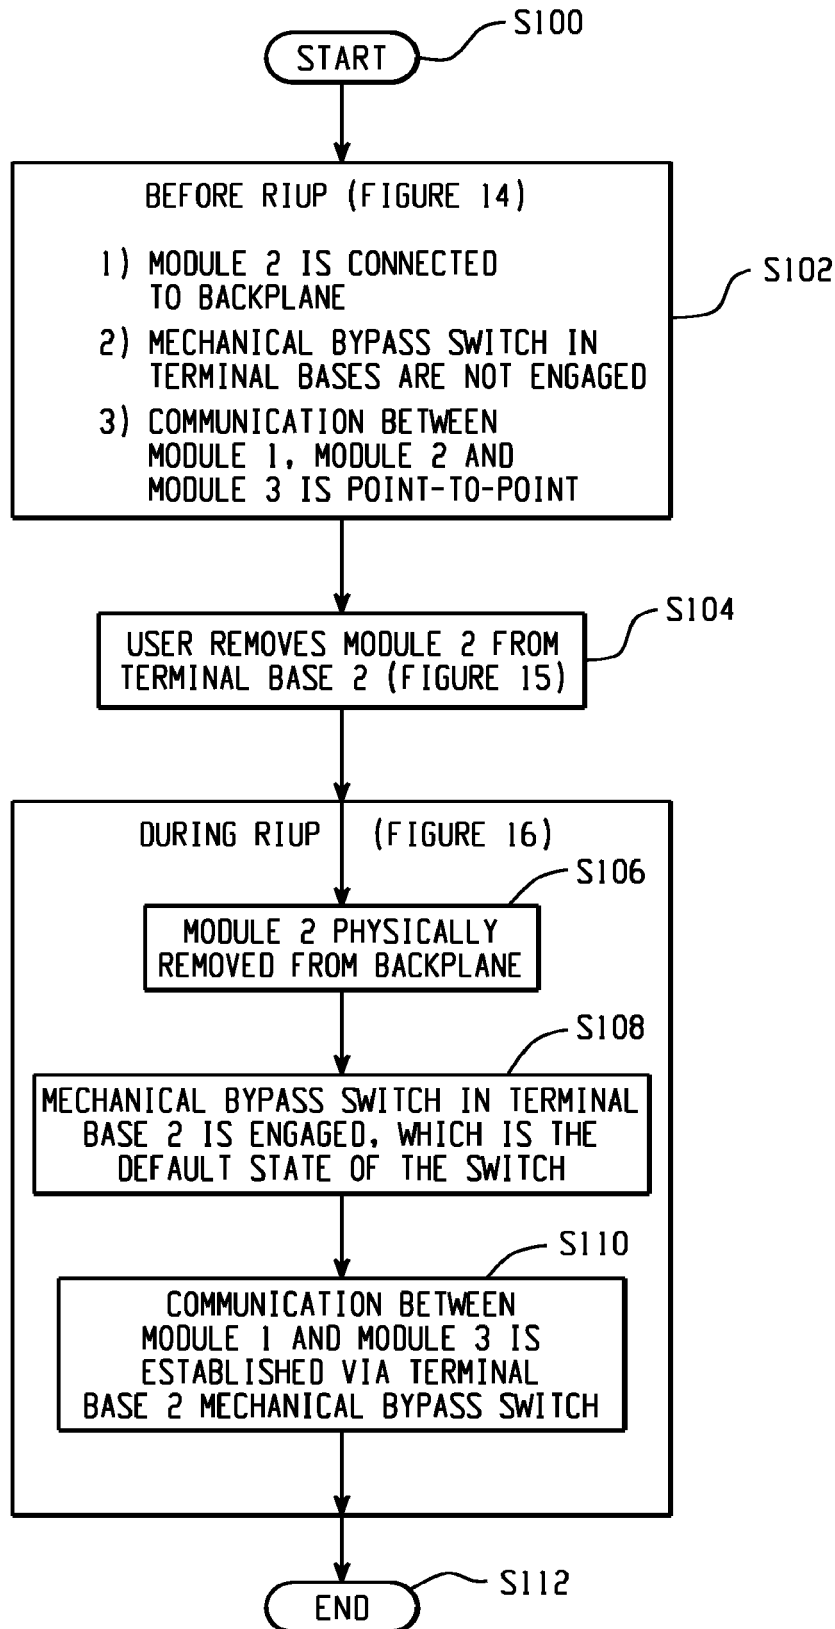 S100
START
BEFORE RIUP (FIGURE 14)
1) MODULE 2 IS CONNECTED
TO BACKPLANE
2) MECHANICAL BYPASS SWITCH IN
TERMINAL BASES ARE NOT ENGAGED
3) COMMUNICATION BETWEEN
MODULE 1, MODULE 2 AND
MODULE 3 IS POINT-TO-POINT
S102
S104
USER REMOVES MODULE 2 FROM
TERMINAL BASE 2 (FIGURE 15)
DURING RIUP (FIGURE 16)
S106
MODULE 2 PHYSICALLY
REMOVED FROM BACKPLANE
S108
MECHANICAL BYPASS SWITCH IN TERMINAL
BASE 2 IS ENGAGED, WHICH IS THE
DEFAULT STATE OF THE SWITCH
S110
COMMUNICATION BETWEEN
MODULE 1 AND MODULE 3 IS
ESTABLISHED VIA TERMINAL
BASE 2 MECHANICAL BYPASS SWITCH
S112
END